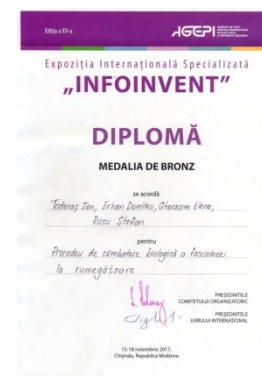 Ediția a XV-a
AGEPI
Expoziția Internațională Specializată
„INFOINVENT”
DIPLOMĂ
MEDALIA DE BRONZ
se acordă
Toderaș Ion, Erhan Dumitru, Gherasim Elena,
Rusu Ștefan
pentru
Procedeu de combatere biologică a fasciolozei
la rumegătoare
PREȘEDINTELE
COMITETULUI ORGANIZATORIC
PREȘEDINTELE
JURIULUI INTERNAȚIONAL
15-18 noiembrie 2017,
Chișinău, Republica Moldova